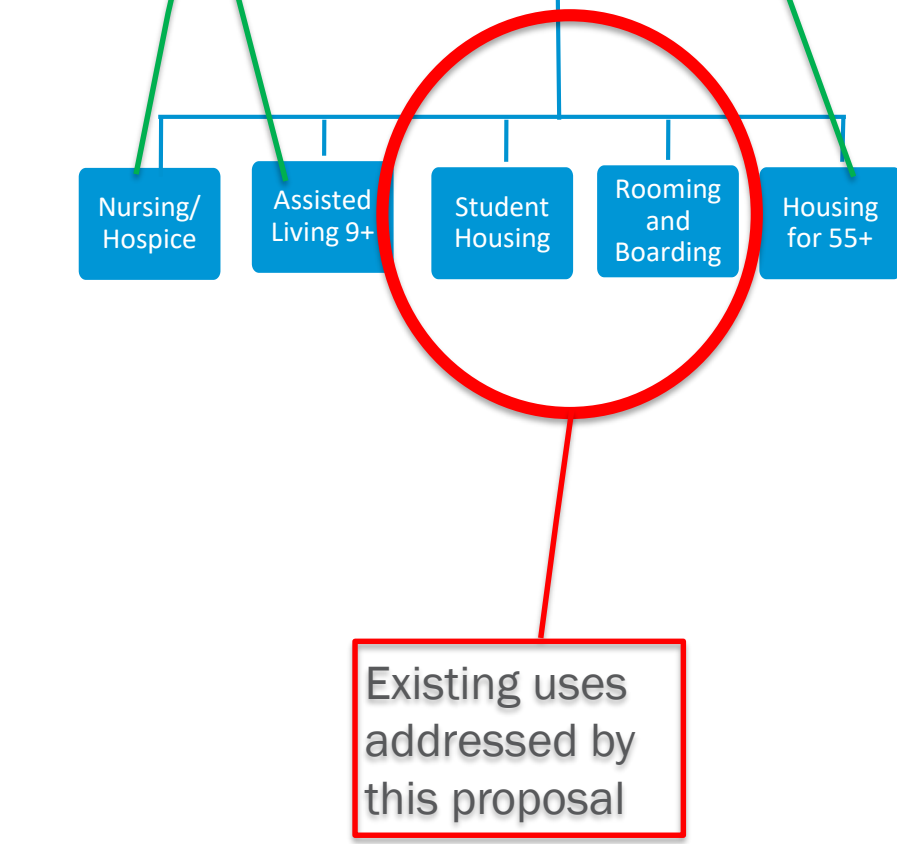 Nursing/
Hospice
Assisted
Living 9+
Student
Housing
Rooming
and
Boarding
Housing
for 55+
Existing uses
addressed by
this proposal